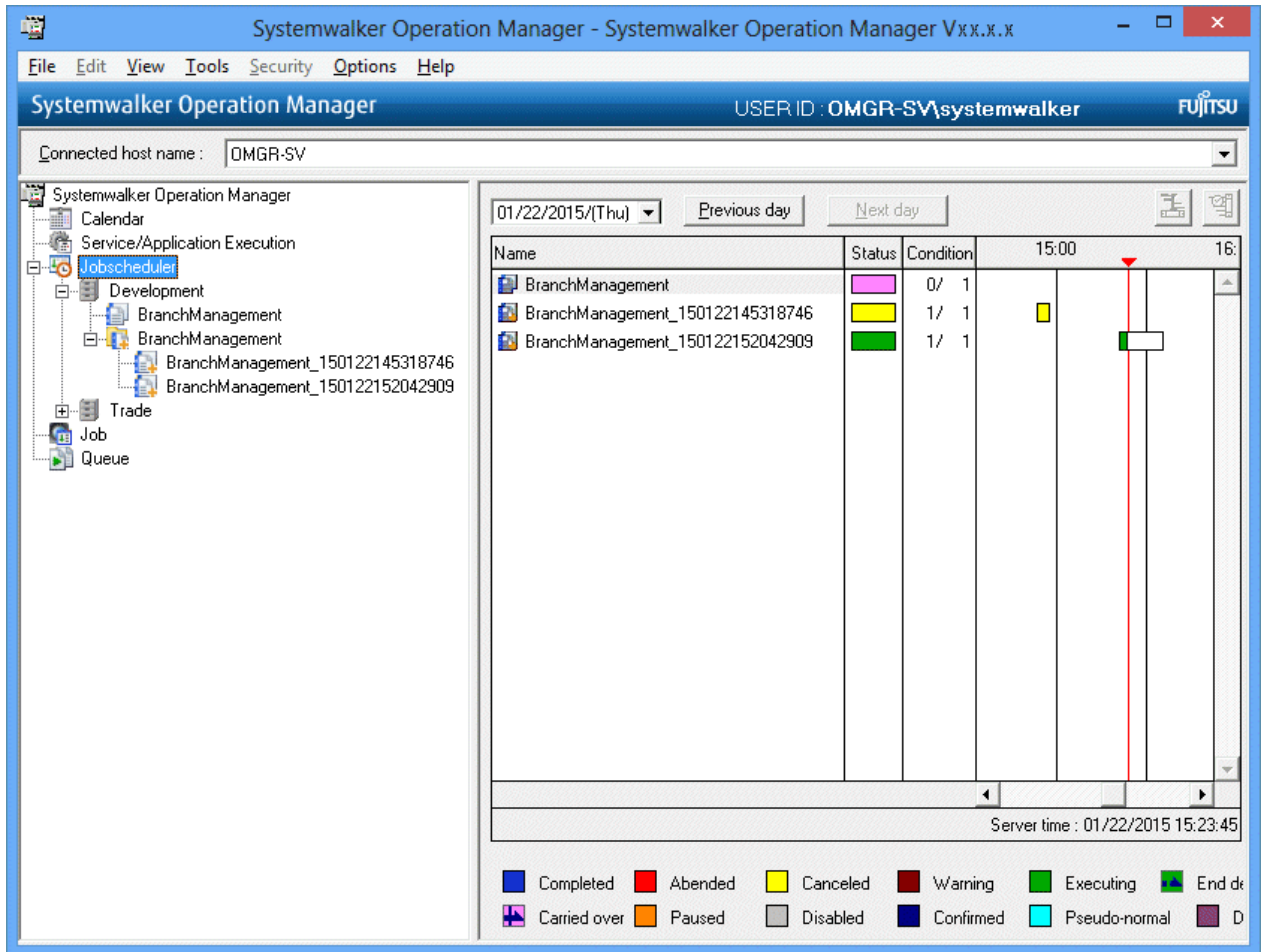 Systemwalker Operation Manager - Systemwalker Operation Manager Vxx.x.x
File Edit View Tools Security Options Help
Systemwalker Operation Manager USER ID : OMGR-SV\systemwalker FUJITSU
Connected host name : OMGR-SV
Systemwalker Operation Manager
Calendar
Service/Application Execution
Jobscheduler
Development
BranchManagement
BranchManagement
BranchManagement_150122145318746
BranchManagement_150122152042909
Trade
Job
Queue
01/22/2015/(Thu) Previous day Next day
Name Status Condition 15:00 16:
BranchManagement 0/ 1
BranchManagement_150122145318746 1/ 1
BranchManagement_150122152042909 1/ 1
Server time : 01/22/2015 15:23:45
Completed Abended Canceled Warning Executing End de
Carried over Paused Disabled Confirmed Pseudo-normal D